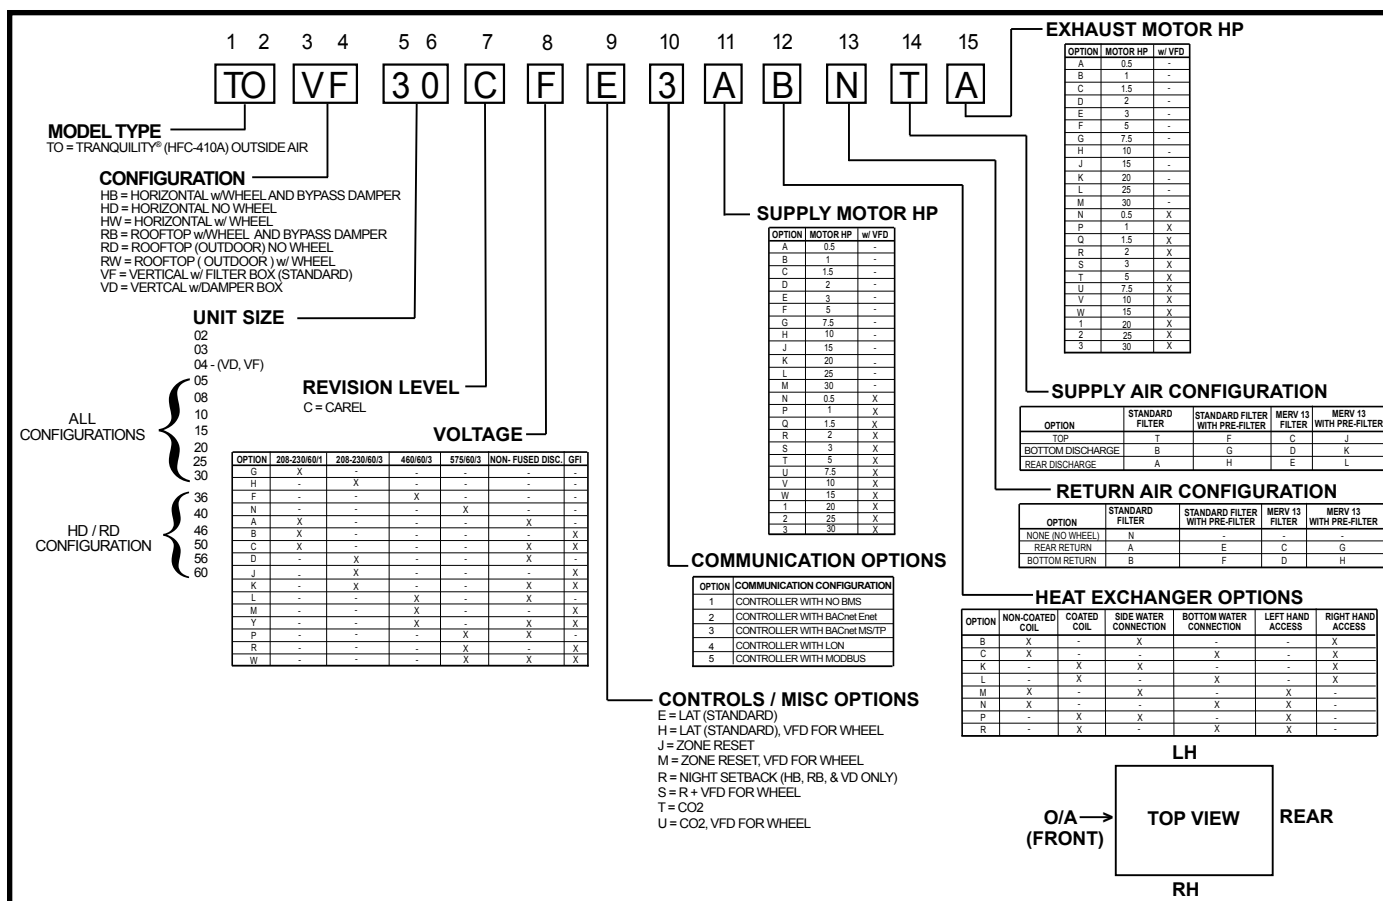 1 2 3 4 5 6 7 8 9 10 11 12 13 14 15
TO VF 30 C F E 3 A B N T A
MODEL TYPE
TO = TRANQUILITY® (HFC-410A) OUTSIDE AIR
CONFIGURATION
HB = HORIZONTAL w/WHEEL AND BYPASS DAMPER
HD = HORIZONTAL NO WHEEL
HW = HORIZONTAL w/ WHEEL
RB = ROOFTOP w/WHEEL AND BYPASS DAMPER
RD = ROOFTOP (OUTDOOR) NO WHEEL
RW = ROOFTOP ( OUTDOOR ) w/ WHEEL
VF = VERTICAL w/ FILTER BOX (STANDARD)
VD = VERTCAL w/DAMPER BOX
UNIT SIZE
02
03
04 - (VD, VF)
05
08
10
15
20
25
30
ALL
CONFIGURATIONS
36
40
46
50
56
60
HD / RD
CONFIGURATION
REVISION LEVEL
C = CAREL
VOLTAGE
OPTION 208-230/60/1 208-230/60/3 460/60/3 575/60/3 NON- FUSED DISC. GFI
G X - - - - -
H - X - - - -
F - - X - - -
N - - - X - -
A X - - - X -
B X - - - - X
C X - - - X X
D - X - - X -
J - X - - - X
K - X - - X X
L - - X - X -
M - - X - - X
Y - - X - X X
P - - - X X -
R - - - X - X
W - - - X X X
CONTROLS / MISC OPTIONS
E = LAT (STANDARD)
H = LAT (STANDARD), VFD FOR WHEEL
J = ZONE RESET
M = ZONE RESET, VFD FOR WHEEL
R = NIGHT SETBACK (HB, RB, & VD ONLY)
S = R + VFD FOR WHEEL
T = CO2
U = CO2, VFD FOR WHEEL
COMMUNICATION OPTIONS
OPTION COMMUNICATION CONFIGURATION
1 CONTROLLER WITH NO BMS
2 CONTROLLER WITH BACnet Enet
3 CONTROLLER WITH BACnet MS/TP
4 CONTROLLER WITH LON
5 CONTROLLER WITH MODBUS
SUPPLY MOTOR HP
OPTION MOTOR HP w/ VFD
A 0.5 -
B 1 -
C 1.5 -
D 2 -
E 3 -
F 5 -
G 7.5 -
H 10 -
J 15 -
K 20 -
L 25 -
M 30 -
N 0.5 X
P 1 X
Q 1.5 X
R 2 X
S 3 X
T 5 X
U 7.5 X
V 10 X
W 15 X
1 20 X
2 25 X
3 30 X
EXHAUST MOTOR HP
OPTION MOTOR HP w/ VFD
A 0.5 -
B 1 -
C 1.5 -
D 2 -
E 3 -
F 5 -
G 7.5 -
H 10 -
J 15 -
K 20 -
L 25 -
M 30 -
N 0.5 X
P 1 X
Q 1.5 X
R 2 X
S 3 X
T 5 X
U 7.5 X
V 10 X
W 15 X
1 20 X
2 25 X
3 30 X
SUPPLY AIR CONFIGURATION
OPTION STANDARD FILTER STANDARD FILTER WITH PRE-FILTER MERV 13 FILTER MERV 13 WITH PRE-FILTER
TOP T F C J
BOTTOM DISCHARGE B G D K
REAR DISCHARGE A H E L
RETURN AIR CONFIGURATION
OPTION STANDARD FILTER STANDARD FILTER WITH PRE-FILTER MERV 13 FILTER MERV 13 WITH PRE-FILTER
NONE (NO WHEEL) N - - -
REAR RETURN A E C G
BOTTOM RETURN B F D H
HEAT EXCHANGER OPTIONS
OPTION NON-COATED COIL COATED COIL SIDE WATER CONNECTION BOTTOM WATER CONNECTION LEFT HAND ACCESS RIGHT HAND ACCESS
B X - X - - X
C X - - X - X
K - X X - - X
L - X - X - X
M X - X - X -
N X - - X X -
P - X X - X -
R - X - X X -
LH
O/A
(FRONT)
TOP VIEW
REAR
RH